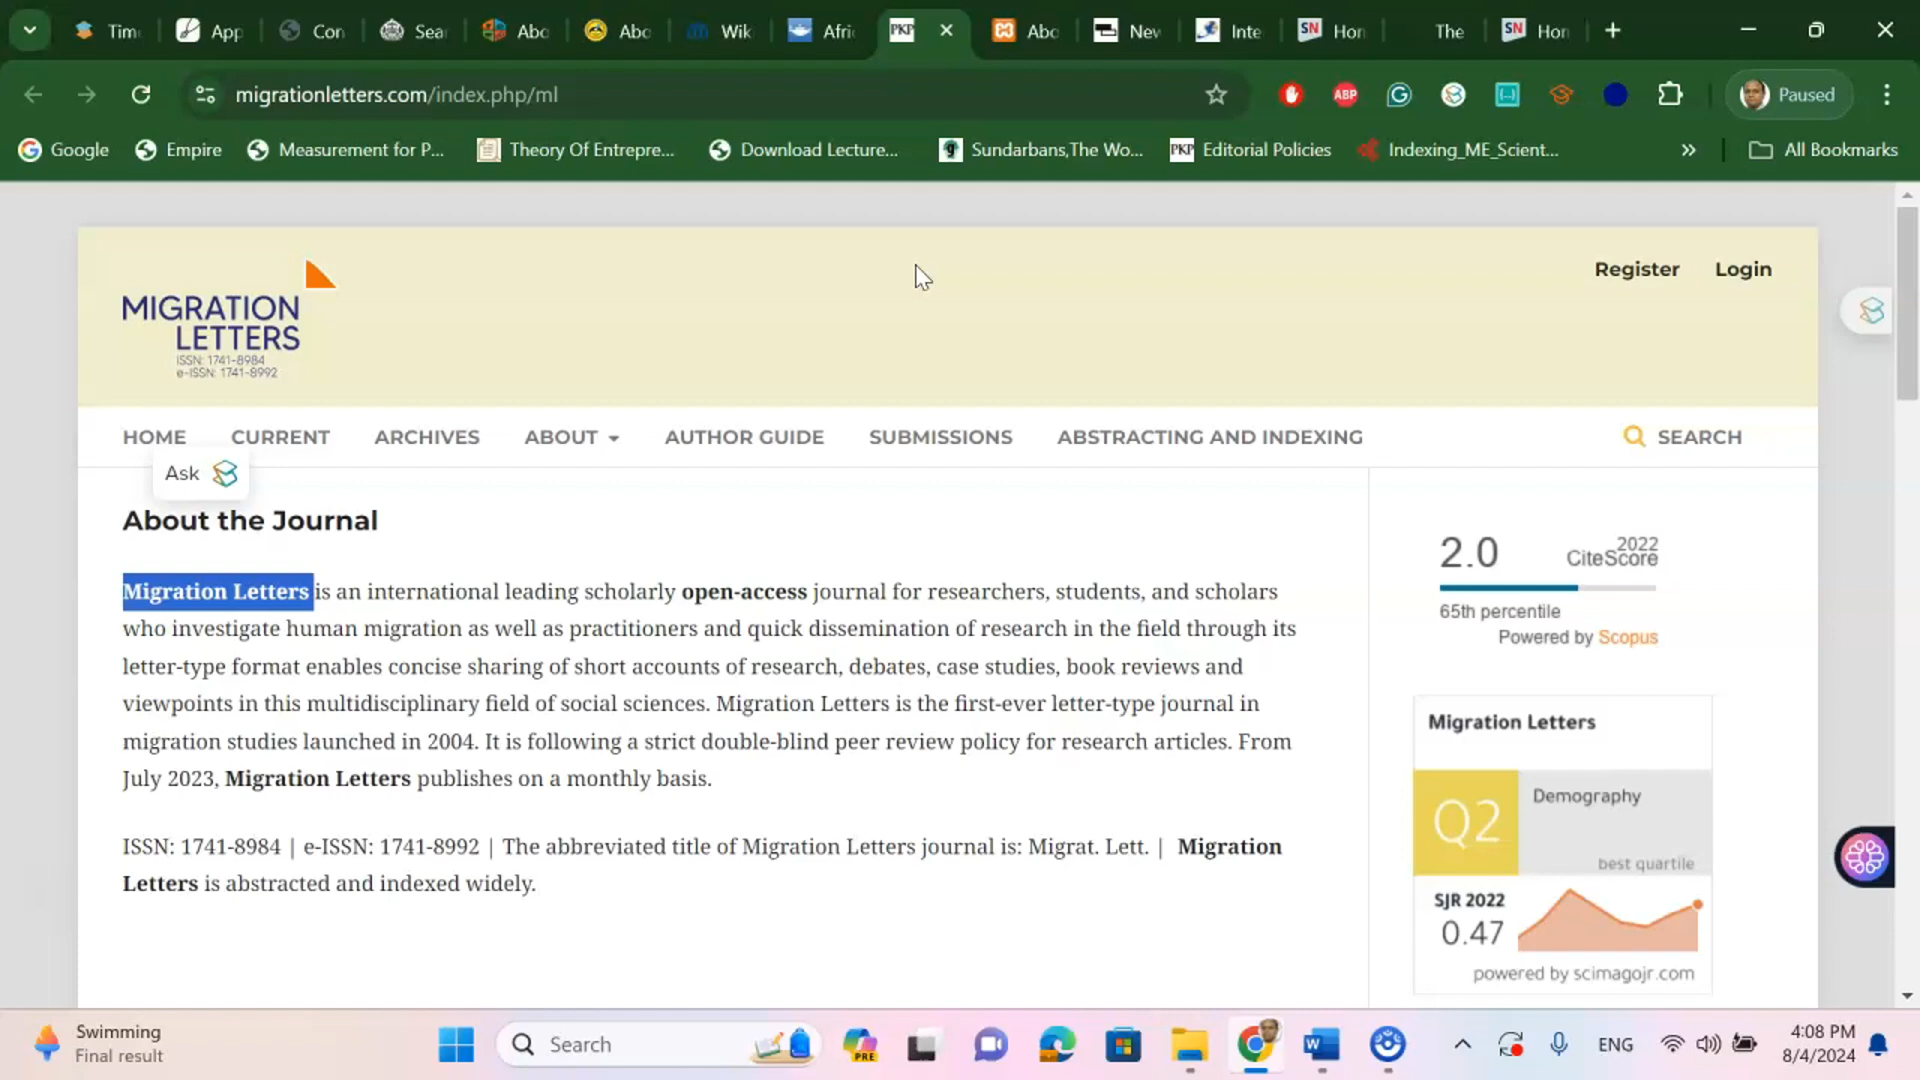 Time
App
Con
Sea
Abo
Abo
Wik
Afri
PKP
Abo
New
Inte
SN Hon
The
SN Hon
migrationletters.com/index.php/ml
ABP
Paused
Google
Empire
Measurement for P...
Theory Of Entrepre...
Download Lecture...
Sundarbans,The Wo...
PKP Editorial Policies
Indexing_ME_Scient...
»
All Bookmarks
MIGRATION
LETTERS
ISSN: 1741-8984
e-ISSN: 1741-8992
Register
Login
HOME
CURRENT
ARCHIVES
ABOUT
AUTHOR GUIDE
SUBMISSIONS
ABSTRACTING AND INDEXING
SEARCH
Ask
About the Journal
Migration Letters is an international leading scholarly open-access journal for researchers, students, and scholars
who investigate human migration as well as practitioners and quick dissemination of research in the field through its
letter-type format enables concise sharing of short accounts of research, debates, case studies, book reviews and
viewpoints in this multidisciplinary field of social sciences. Migration Letters is the first-ever letter-type journal in
migration studies launched in 2004. It is following a strict double-blind peer review policy for research articles. From
July 2023, Migration Letters publishes on a monthly basis.
ISSN: 1741-8984 | e-ISSN: 1741-8992 | The abbreviated title of Migration Letters journal is: Migrat. Lett. | Migration
Letters is abstracted and indexed widely.
2.0
2022
CiteScore
65th percentile
Powered by Scopus
Migration Letters
Q2
Demography
best quartile
SJR 2022
0.47
powered by scimagojr.com
Swimming
Final result
Search
PRE
W
ENG
4:08 PM
8/4/2024